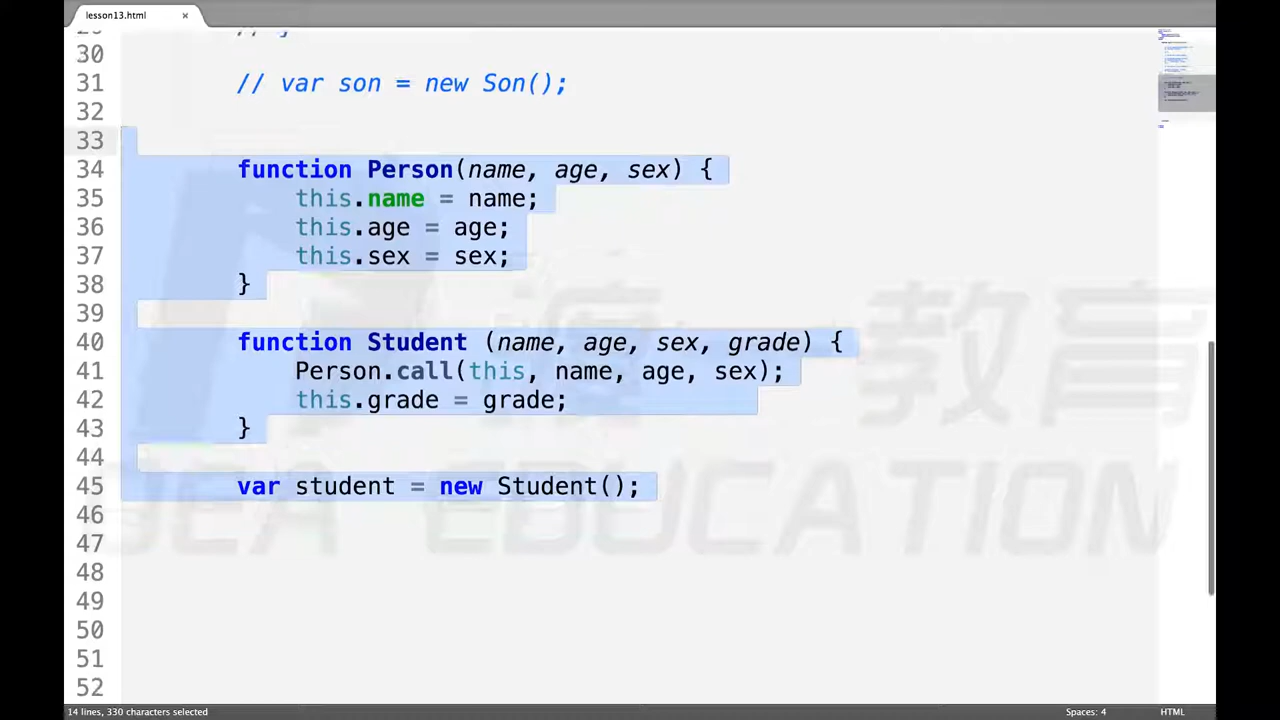 lesson13.html ×
30
31 // var son = new Son();
32
33
34 function Person(name, age, sex) {
35 this.name = name;
36 this.age = age;
37 this.sex = sex;
38 }
39
40 function Student (name, age, sex, grade) {
41 Person.call(this, name, age, sex);
42 this.grade = grade;
43 }
44
45 var student = new Student();
46
47
48
49
50
51
52
教育
EDUCATION
14 lines, 330 characters selected Spaces: 4 HTML